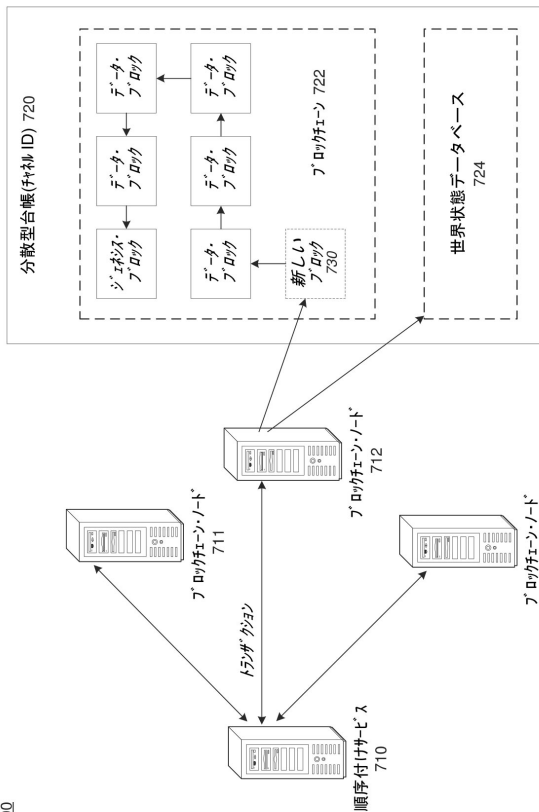 順序付けｻｰﾋﾞｽ
710
ﾄﾗﾝｻﾞｸｼｮﾝ
ﾌﾞﾛｯｸﾁｪｰﾝ・ﾉｰﾄﾞ
711
ﾌﾞﾛｯｸﾁｪｰﾝ・ﾉｰﾄﾞ
712
ﾌﾞﾛｯｸﾁｪｰﾝ・ﾉｰﾄﾞ
分散型台帳(ﾁｬﾈﾙ ID) 720
ｼﾞｪﾈｼｽ・
ﾌﾞﾛｯｸ
ﾃﾞｰﾀ・
ﾌﾞﾛｯｸ
ﾃﾞｰﾀ・
ﾌﾞﾛｯｸ
ﾃﾞｰﾀ・
ﾌﾞﾛｯｸ
ﾃﾞｰﾀ・
ﾌﾞﾛｯｸ
ﾃﾞｰﾀ・
ﾌﾞﾛｯｸ
新しい
ﾌﾞﾛｯｸ
730
ﾌﾞﾛｯｸﾁｪｰﾝ 722
世界状態データベース
724